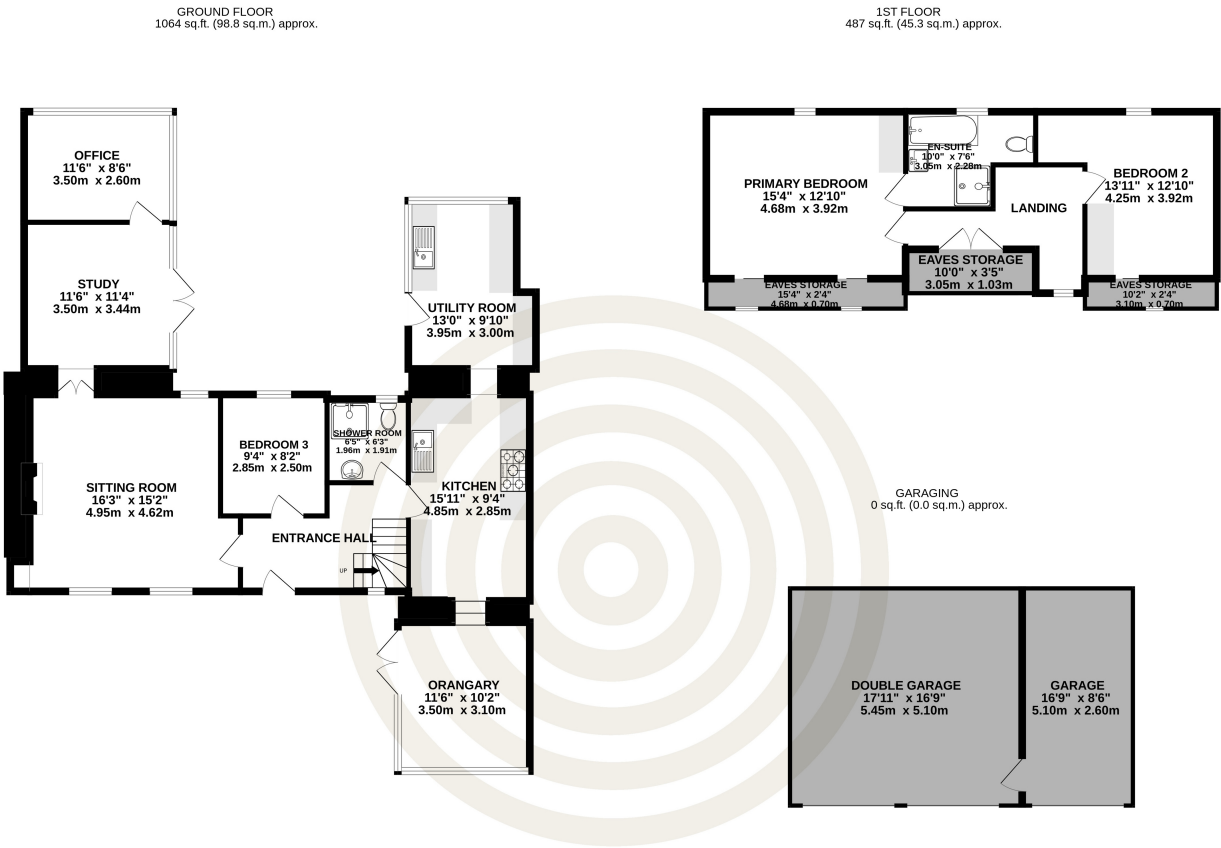 GROUND FLOOR
1064 sq.ft. (98.8 sq.m.) approx.
1ST FLOOR
487 sq.ft. (45.3 sq.m.) approx.
OFFICE
11'6" x 8'6"
3.50m x 2.60m
STUDY
11'6" x 11'4"
3.50m x 3.44m
UTILITY ROOM
13'0" x 9'10"
3.95m x 3.00m
SITTING ROOM
16'3" x 15'2"
4.95m x 4.62m
BEDROOM 3
9'4" x 8'2"
2.85m x 2.50m
SHOWER ROOM
6'5" x 6'3"
1.96m x 1.91m
KITCHEN
15'11" x 9'4"
4.85m x 2.85m
ENTRANCE HALL
UP
ORANGARY
11'6" x 10'2"
3.50m x 3.10m
PRIMARY BEDROOM
15'4" x 12'10"
4.68m x 3.92m
EN-SUITE
10'0" x 7'6"
3.05m x 2.28m
LANDING
BEDROOM 2
13'11" x 12'10"
4.25m x 3.92m
EAVES STORAGE
15'4" x 2'4"
4.68m x 0.70m
EAVES STORAGE
10'0" x 3'5"
3.05m x 1.03m
EAVES STORAGE
10'2" x 2'4"
3.10m x 0.70m
GARAGING
0 sq.ft. (0.0 sq.m.) approx.
DOUBLE GARAGE
17'11" x 16'9"
5.45m x 5.10m
GARAGE
16'9" x 8'6"
5.10m x 2.60m